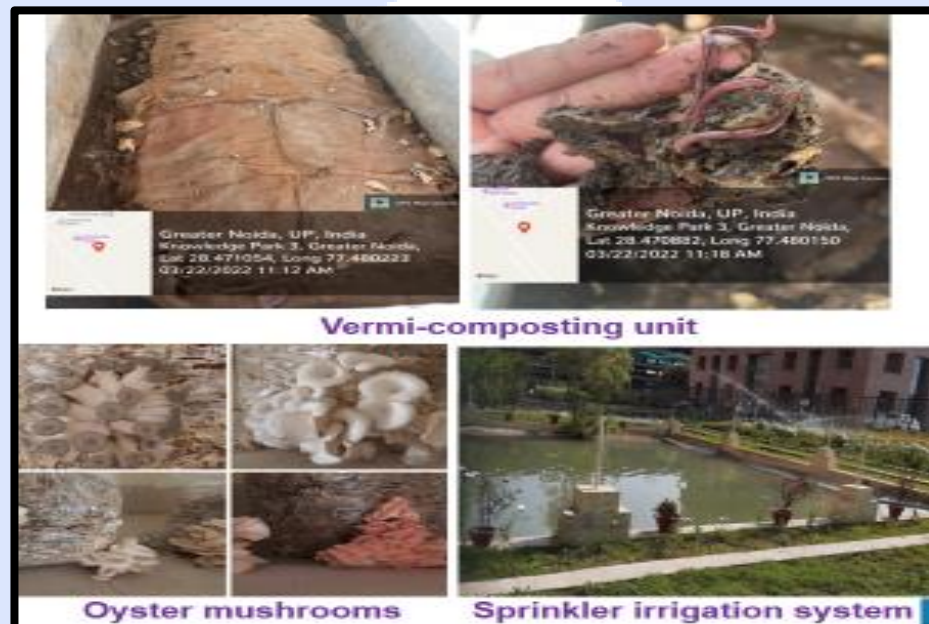 Greater Noida, UP, India
Knowledge Park 3, Greater Noida,
Lat 28.471054, Long 77.480223
03/22/2022 11:12 AM
Greater Noida, UP, India
Knowledge Park 3, Greater Noida,
Lat 28.470882, Long 77.480150
03/22/2022 11:18 AM
Vermi-composting unit
Oyster mushrooms
Sprinkler irrigation system